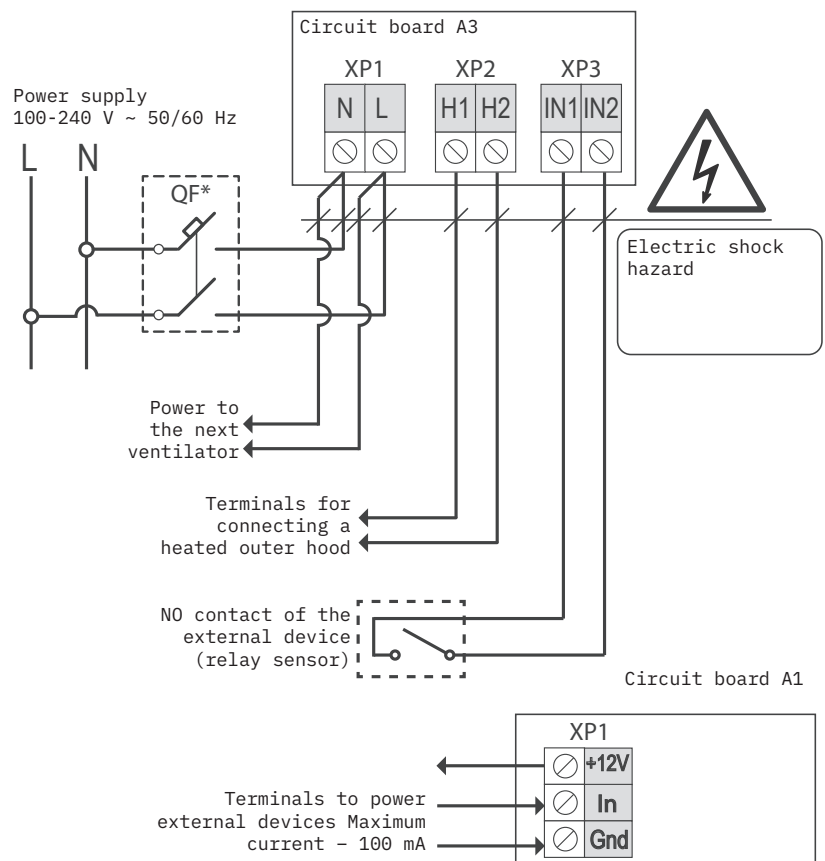 Circuit board A3
XP1 XP2 XP3
N L H1 H2 IN1 IN2
Power supply
100-240 V ~ 50/60 Hz
L N
QF*
Electric shock
hazard
Power to
the next
ventilator
Terminals for
connecting a
heated outer hood
NO contact of the
external device
(relay sensor)
Circuit board A1
XP1
+12V
In
Gnd
Terminals to power
external devices Maximum
current – 100 mA